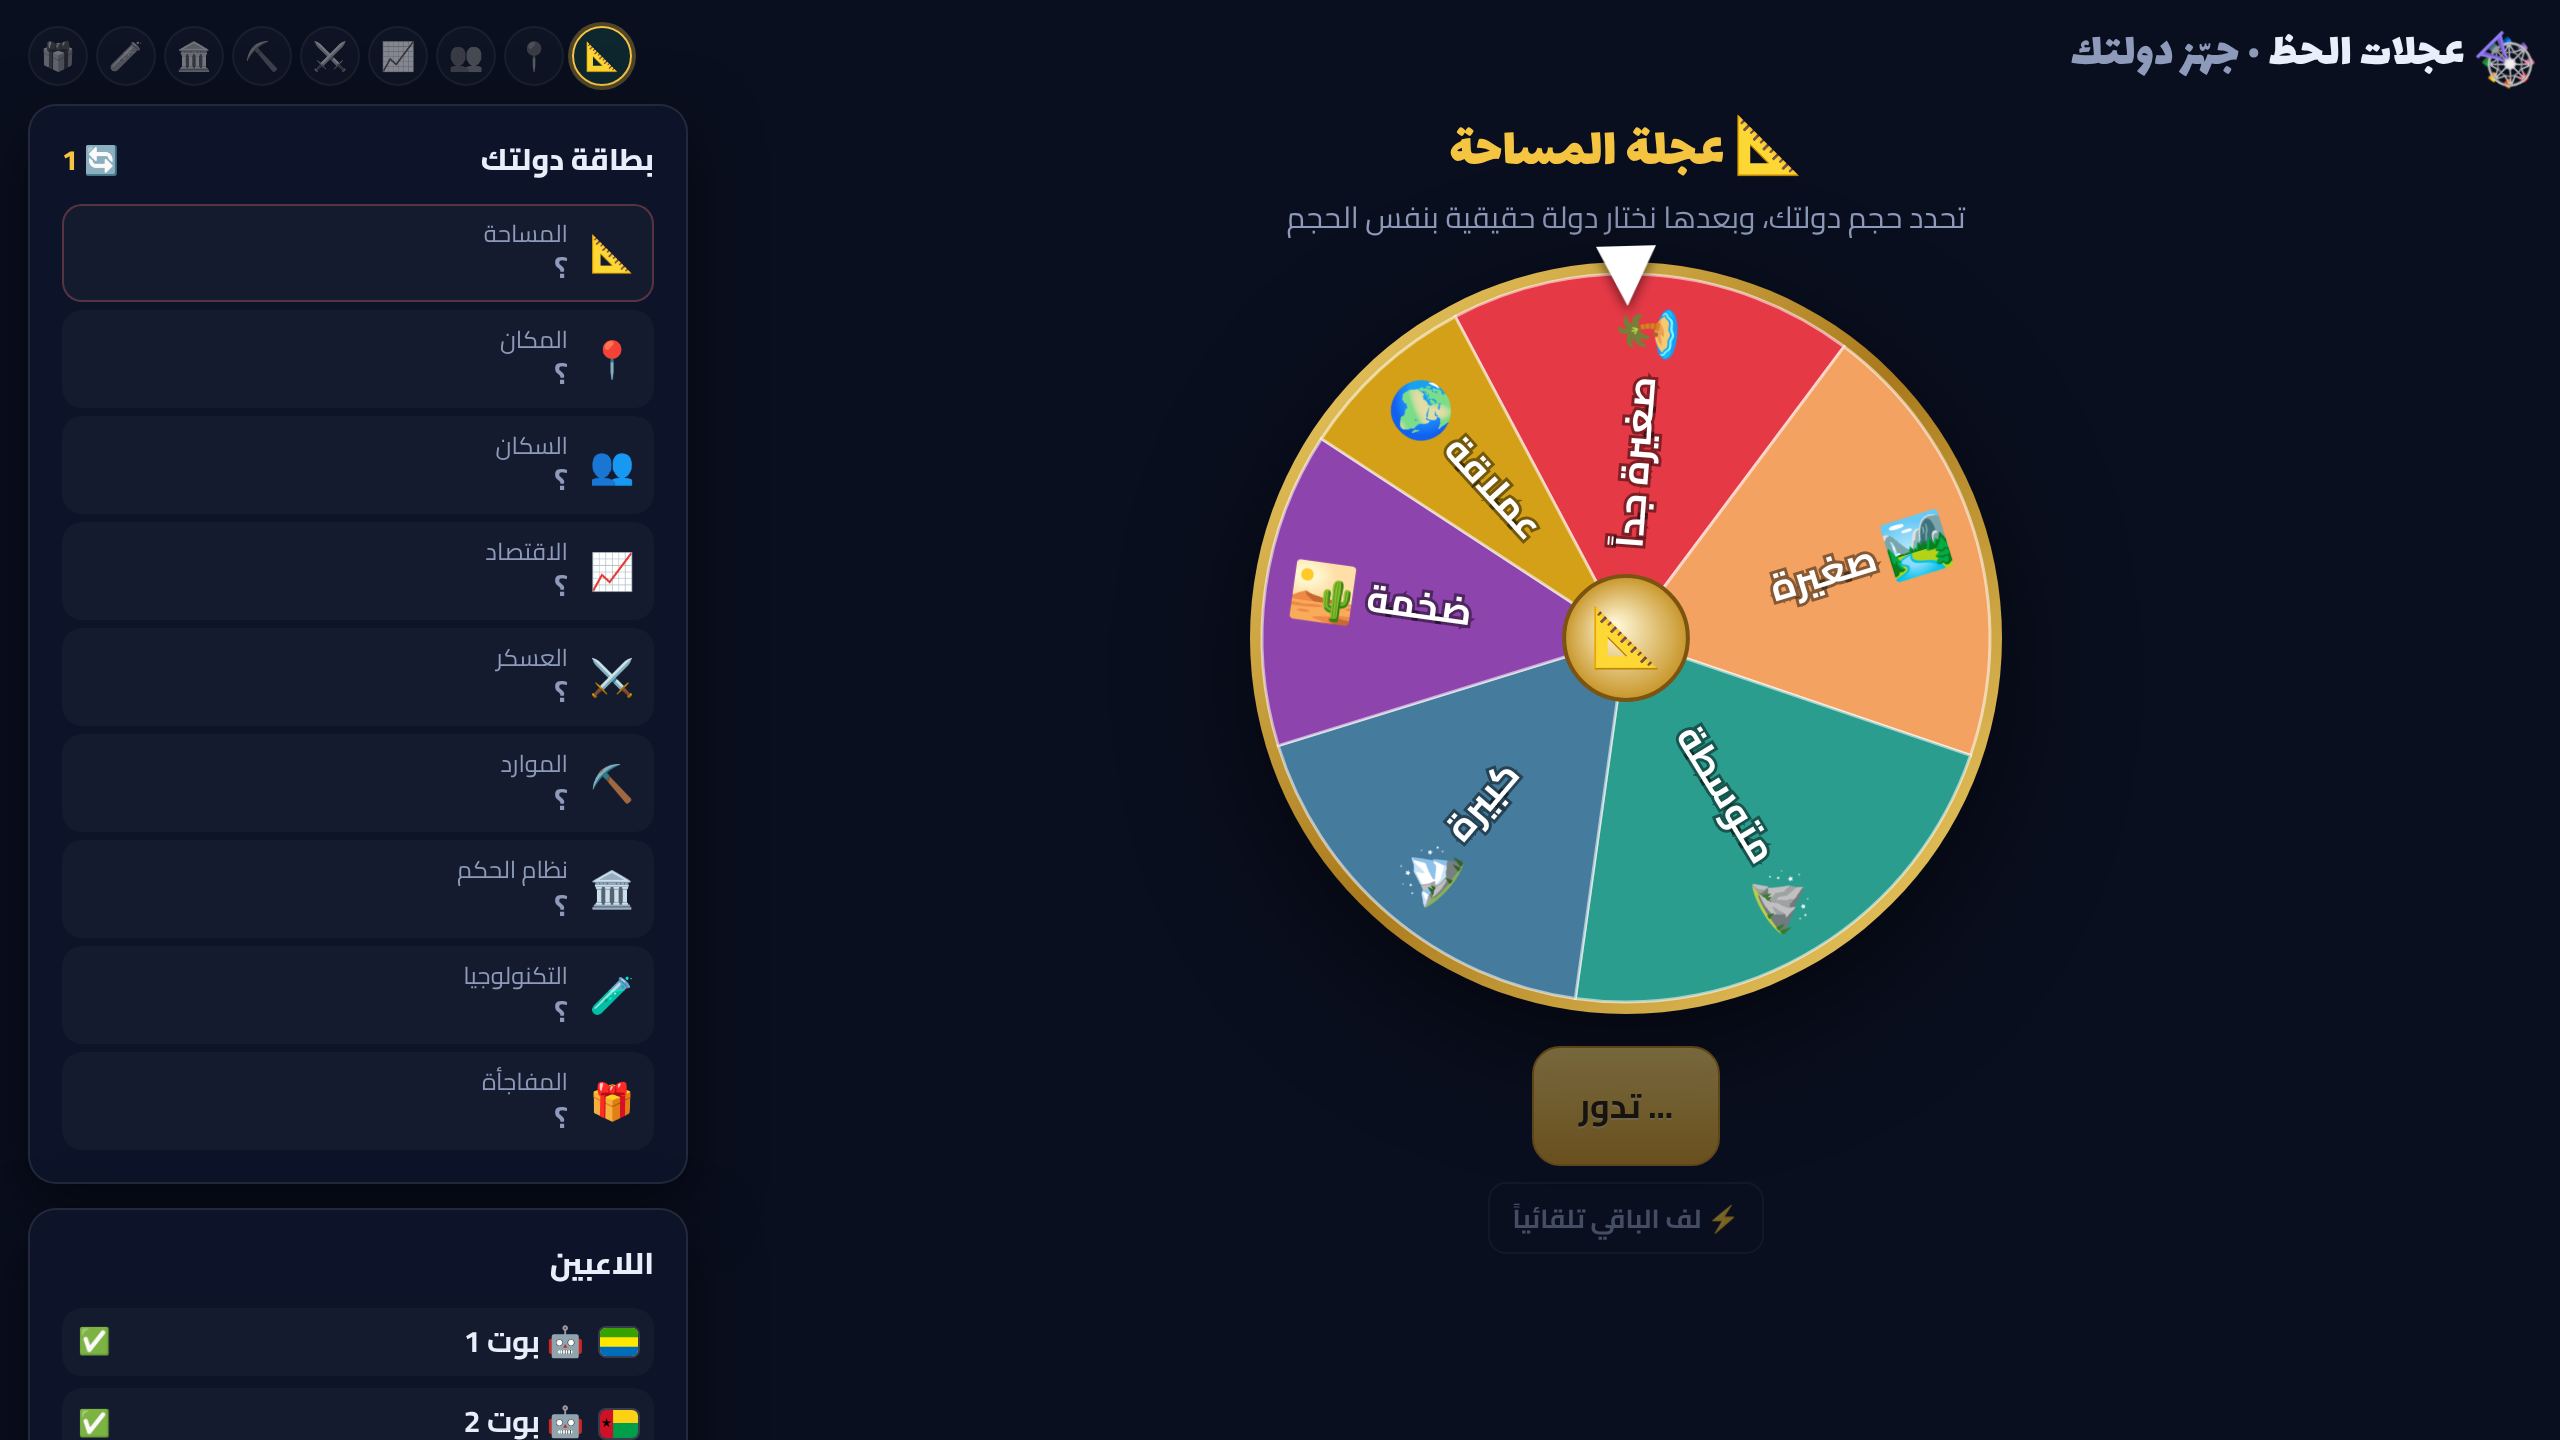 عجلات الحظ • جهّز دولتك
عجلة المساحة
تحدد حجم دولتك، وبعدها نختار دولة حقيقية بنفس الحجم
صغيرة جداً
صغيرة
متوسطة
كبيرة
ضخمة
عملاقة
تدور ...
لف الباقي تلقائياً
بطاقة دولتك
1
المساحة
؟
المكان
؟
السكان
؟
الاقتصاد
؟
العسكر
؟
الموارد
؟
نظام الحكم
؟
التكنولوجيا
؟
المفاجأة
؟
اللاعبين
بوت 1
بوت 2